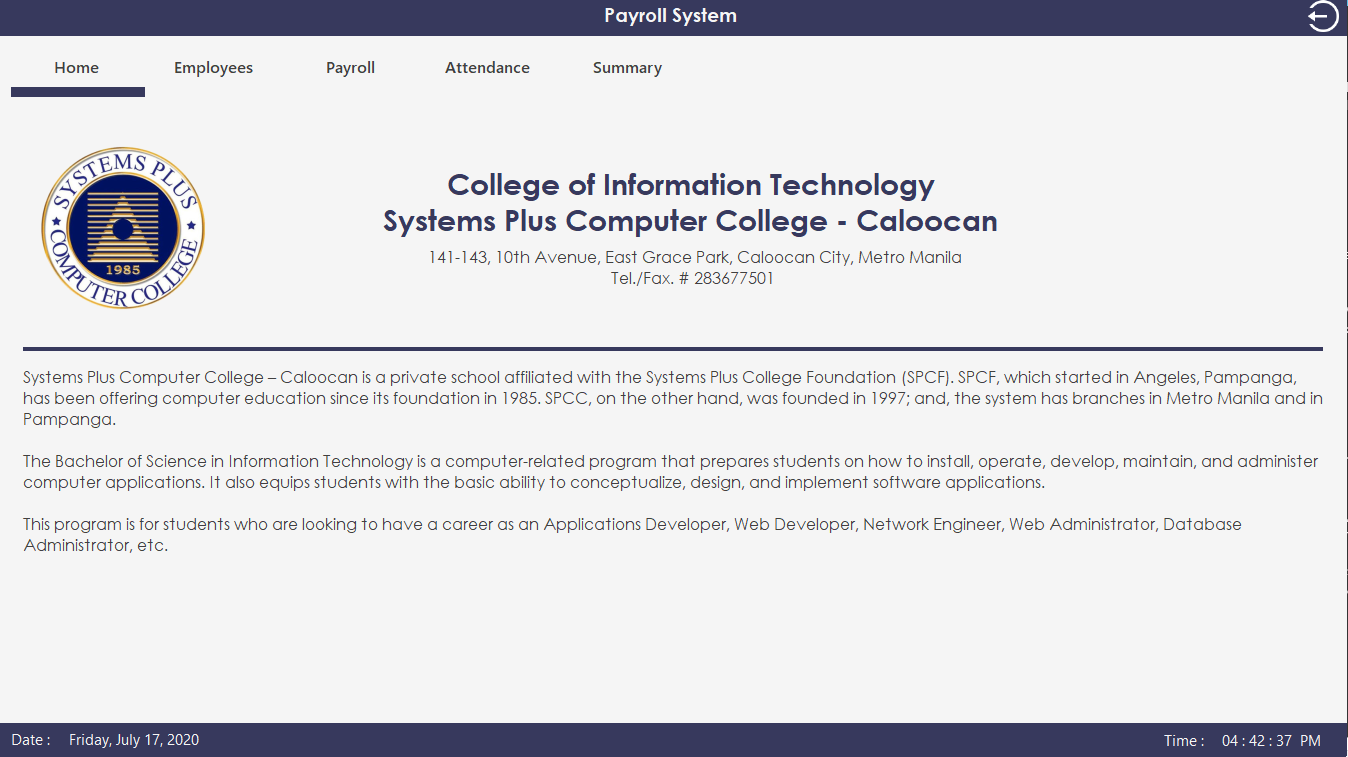 Payroll System
Home Employees Payroll Attendance Summary
SYSTEMS PLUS COMPUTER COLLEGE
1985
College of Information Technology
Systems Plus Computer College - Caloocan
141-143, 10th Avenue, East Grace Park, Caloocan City, Metro Manila
Tel./Fax. # 283677501
Systems Plus Computer College – Caloocan is a private school affiliated with the Systems Plus College Foundation (SPCF). SPCF, which started in Angeles, Pampanga,
has been offering computer education since its foundation in 1985. SPCC, on the other hand, was founded in 1997; and, the system has branches in Metro Manila and in
Pampanga.
The Bachelor of Science in Information Technology is a computer-related program that prepares students on how to install, operate, develop, maintain, and administer
computer applications. It also equips students with the basic ability to conceptualize, design, and implement software applications.
This program is for students who are looking to have a career as an Applications Developer, Web Developer, Network Engineer, Web Administrator, Database
Administrator, etc.
Date : Friday, July 17, 2020 Time : 04 : 42 : 37 PM